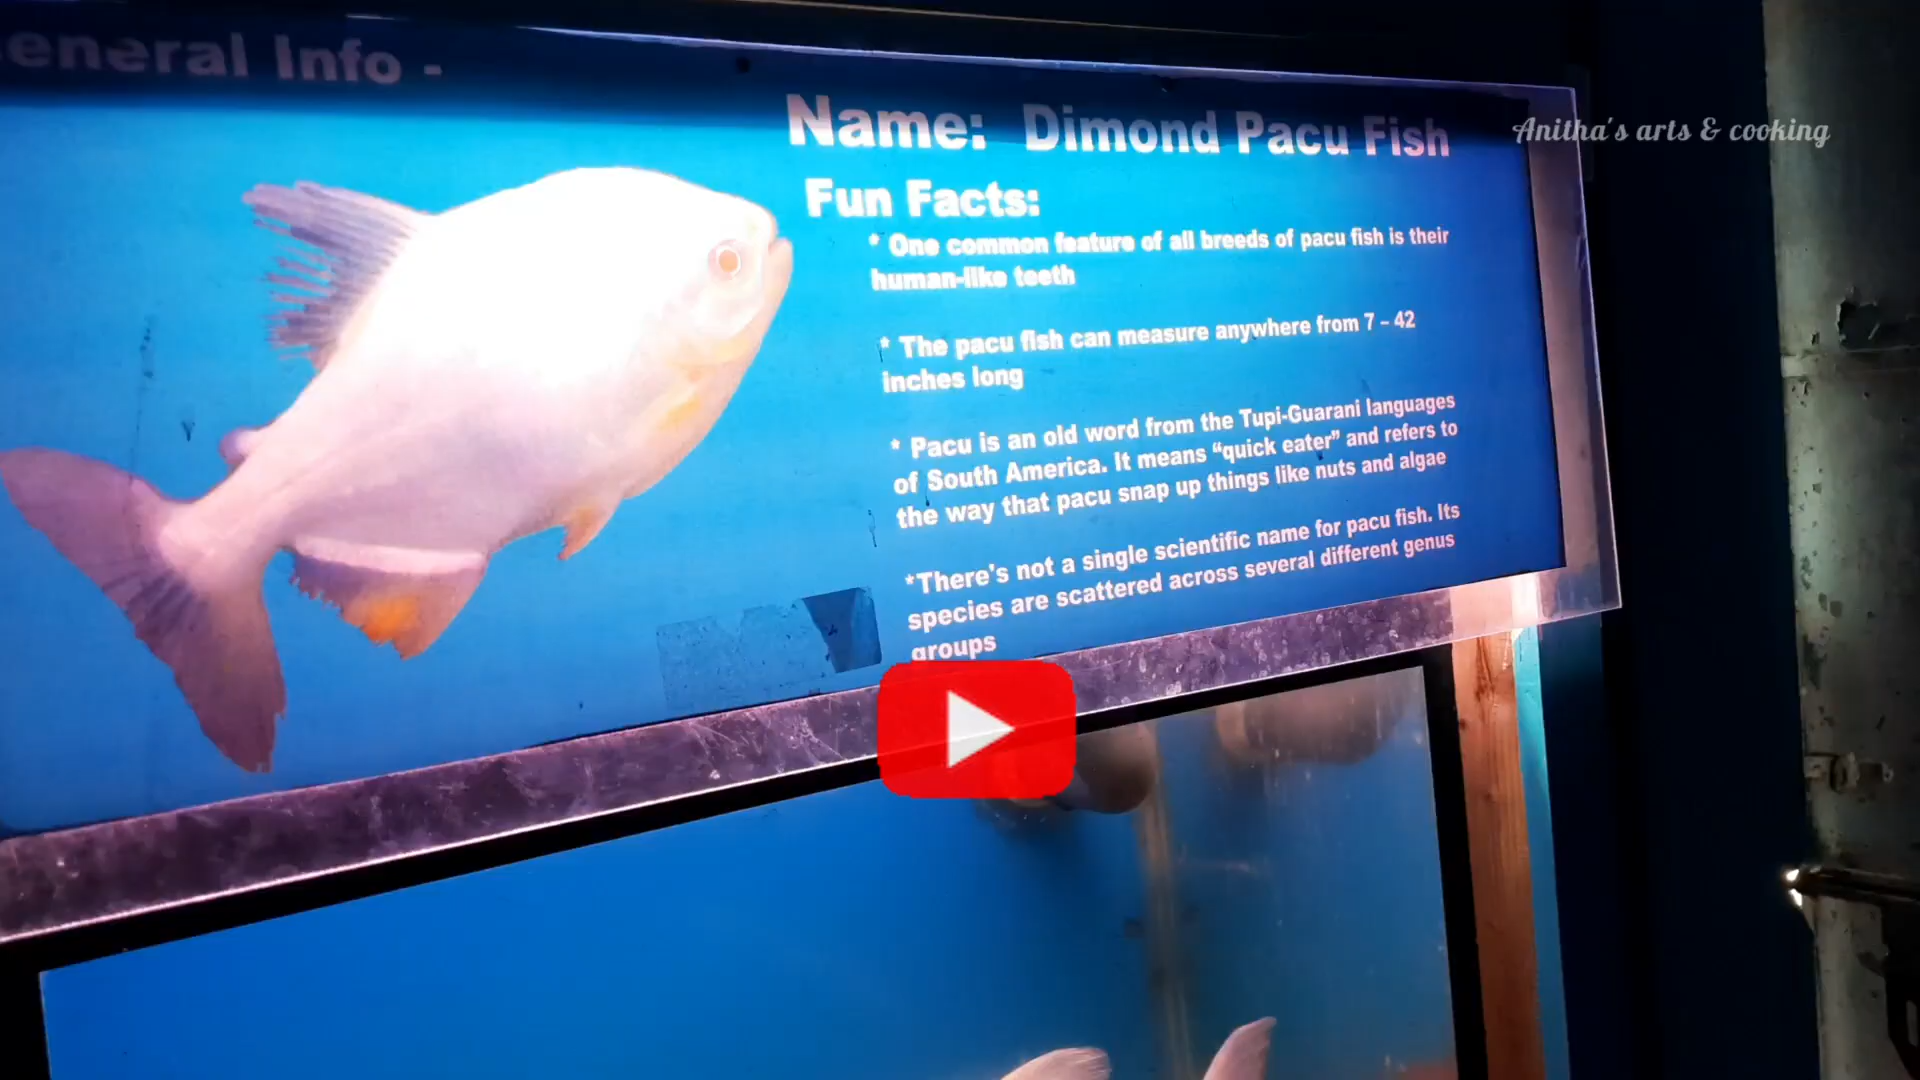 eneral Info -
Name: Dimond Pacu Fish
Anitha's arts & cooking
Fun Facts:
* One common feature of all breeds of pacu fish is their
human-like teeth
* The pacu fish can measure anywhere from 7 – 42
inches long
* Pacu is an old word from the Tupi-Guarani languages
of South America. It means “quick eater” and refers to
the way that pacu snap up things like nuts and algae
*There's not a single scientific name for pacu fish. Its
species are scattered across several different genus
groups